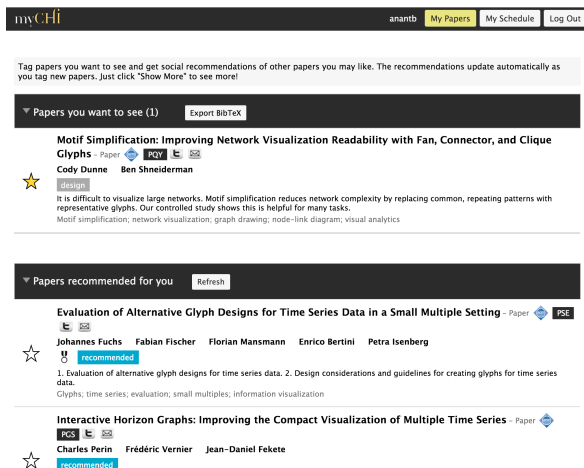 myCHI
anantb My Papers My Schedule Log Out
Tag papers you want to see and get social recommendations of other papers you may like. The recommendations update automatically as
you tag new papers. Just click "Show More" to see more!
Papers you want to see (1) Export BibTeX
Motif Simplification: Improving Network Visualization Readability with Fan, Connector, and Clique
Glyphs - Paper PQY
Cody Dunne Ben Shneiderman
design
It is difficult to visualize large networks. Motif simplification reduces network complexity by replacing common, repeating patterns with
representative glyphs. Our controlled study shows this is helpful for many tasks.
Motif simplification; network visualization; graph drawing; node-link diagram; visual analytics
Papers recommended for you Refresh
Evaluation of Alternative Glyph Designs for Time Series Data in a Small Multiple Setting - Paper PSE
Johannes Fuchs Fabian Fischer Florian Mansmann Enrico Bertini Petra Isenberg
recommended
1. Evaluation of alternative glyph designs for time series data. 2. Design considerations and guidelines for creating glyphs for time series
data.
Glyphs; time series; evaluation; small multiples; information visualization
Interactive Horizon Graphs: Improving the Compact Visualization of Multiple Time Series - Paper
PGS
Charles Perin Frédéric Vernier Jean-Daniel Fekete
recommended